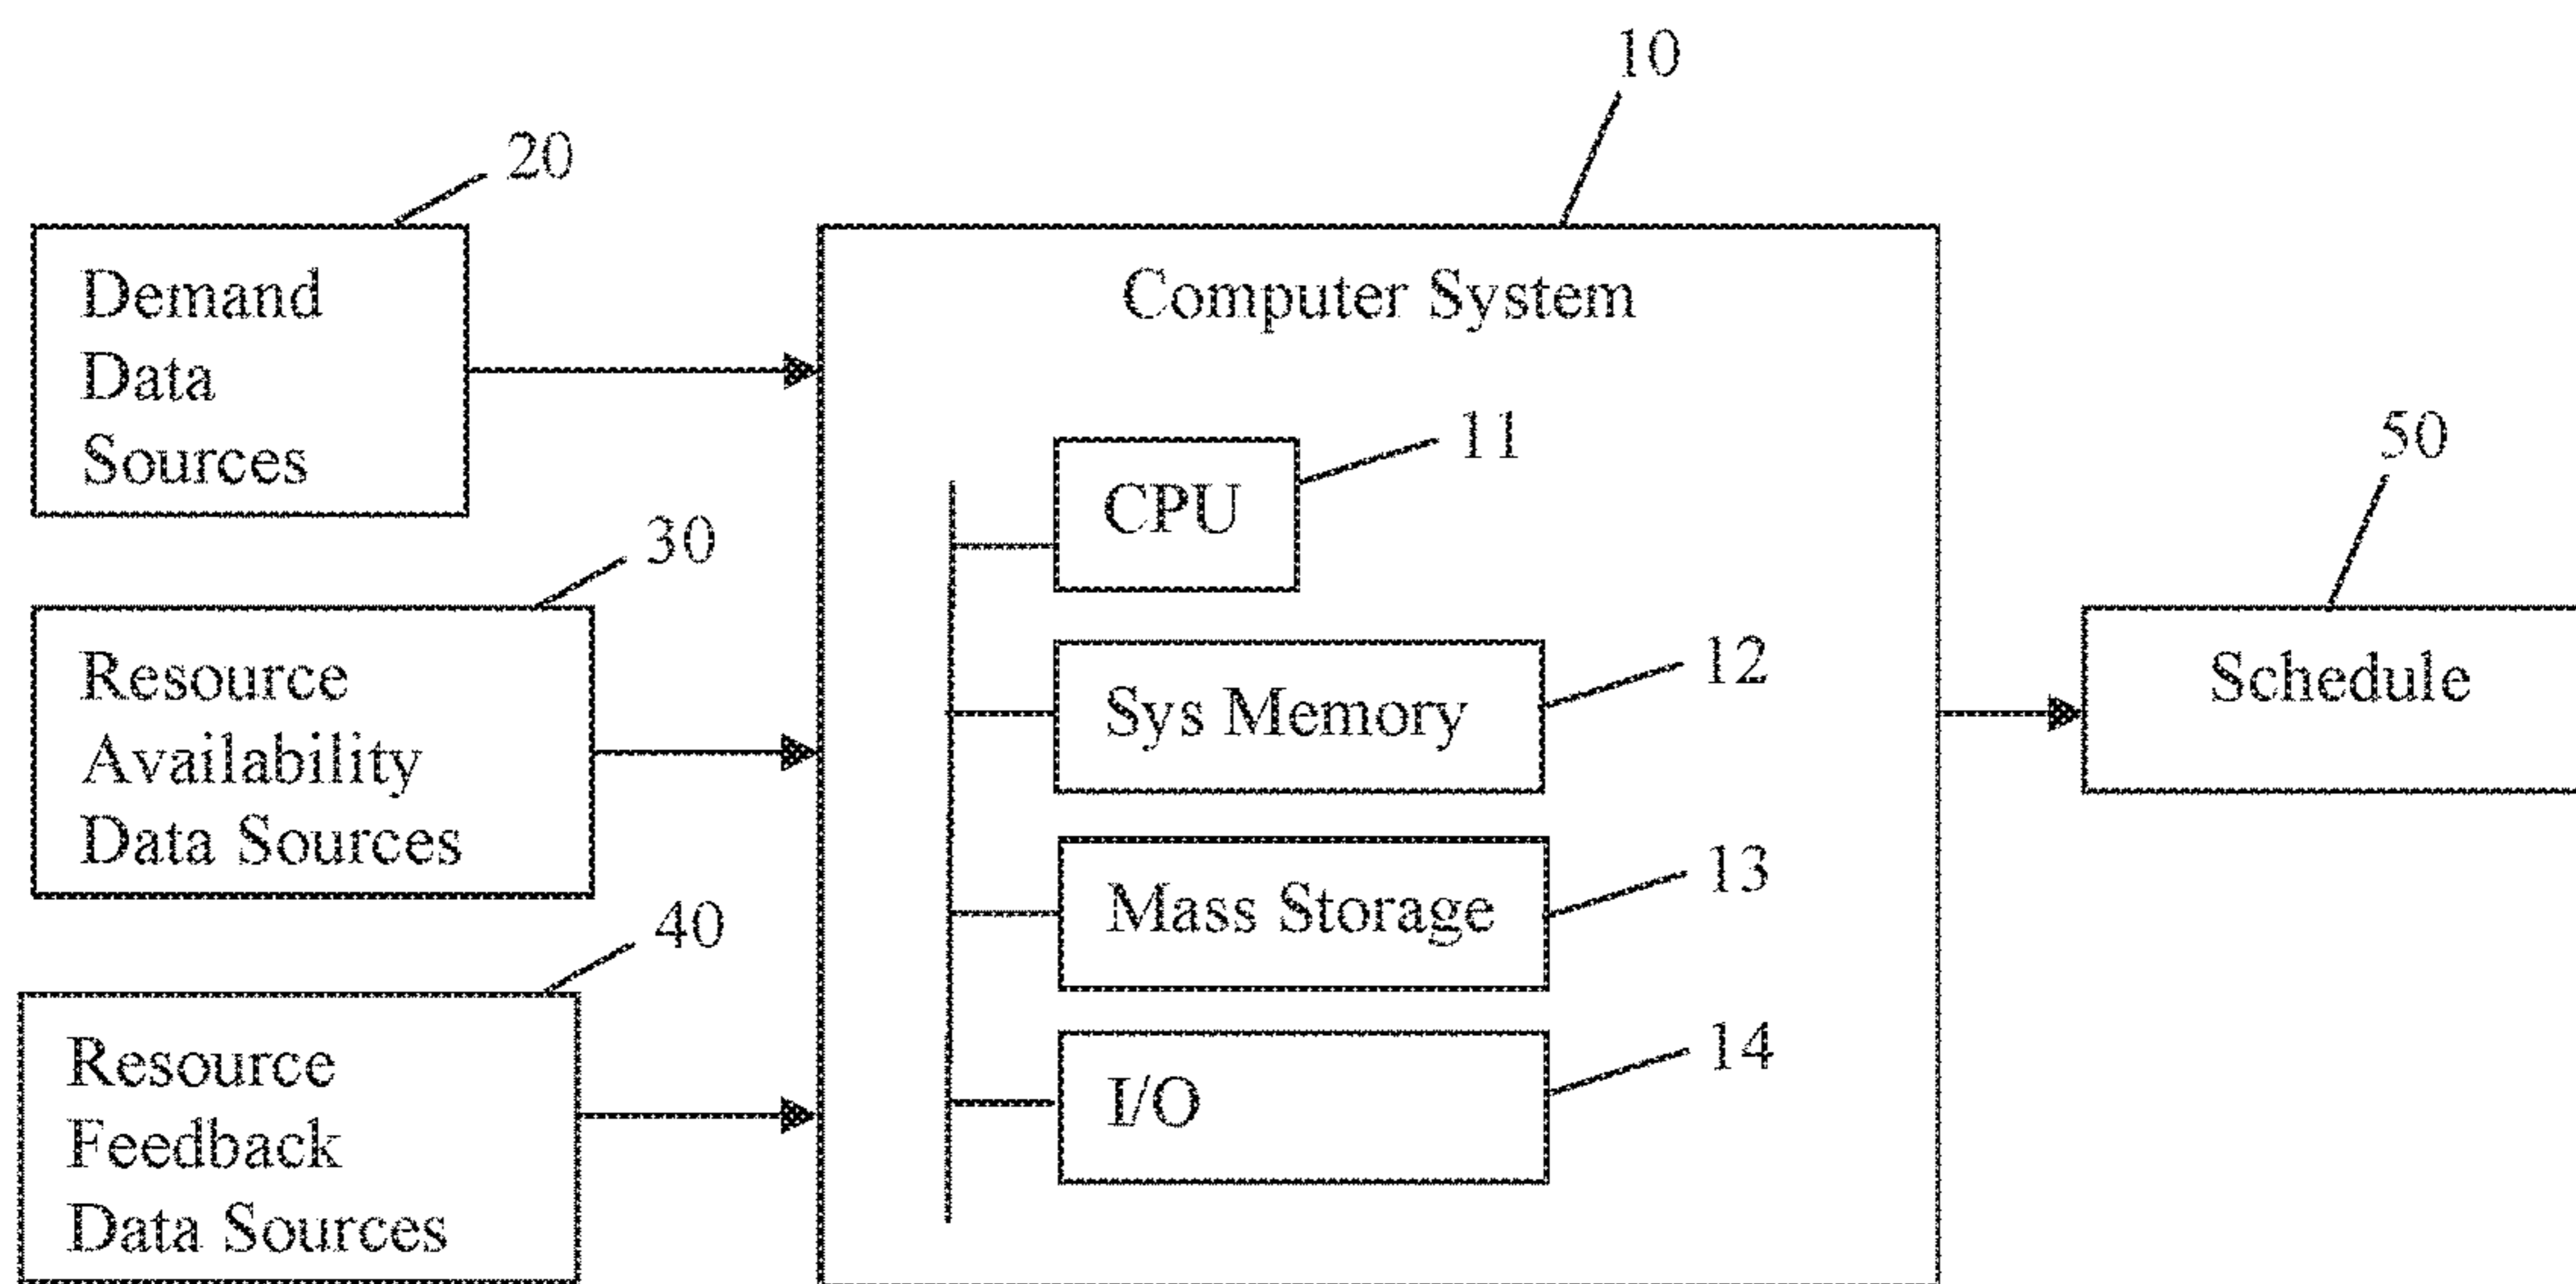 10
20
Demand
Data
Sources
Computer System
11
CPU
50
30
Resource
Availability
Data Sources
12
Sys Memory
Schedule
13
Mass Storage
40
Resource
Feedback
Data Sources
14
I/O